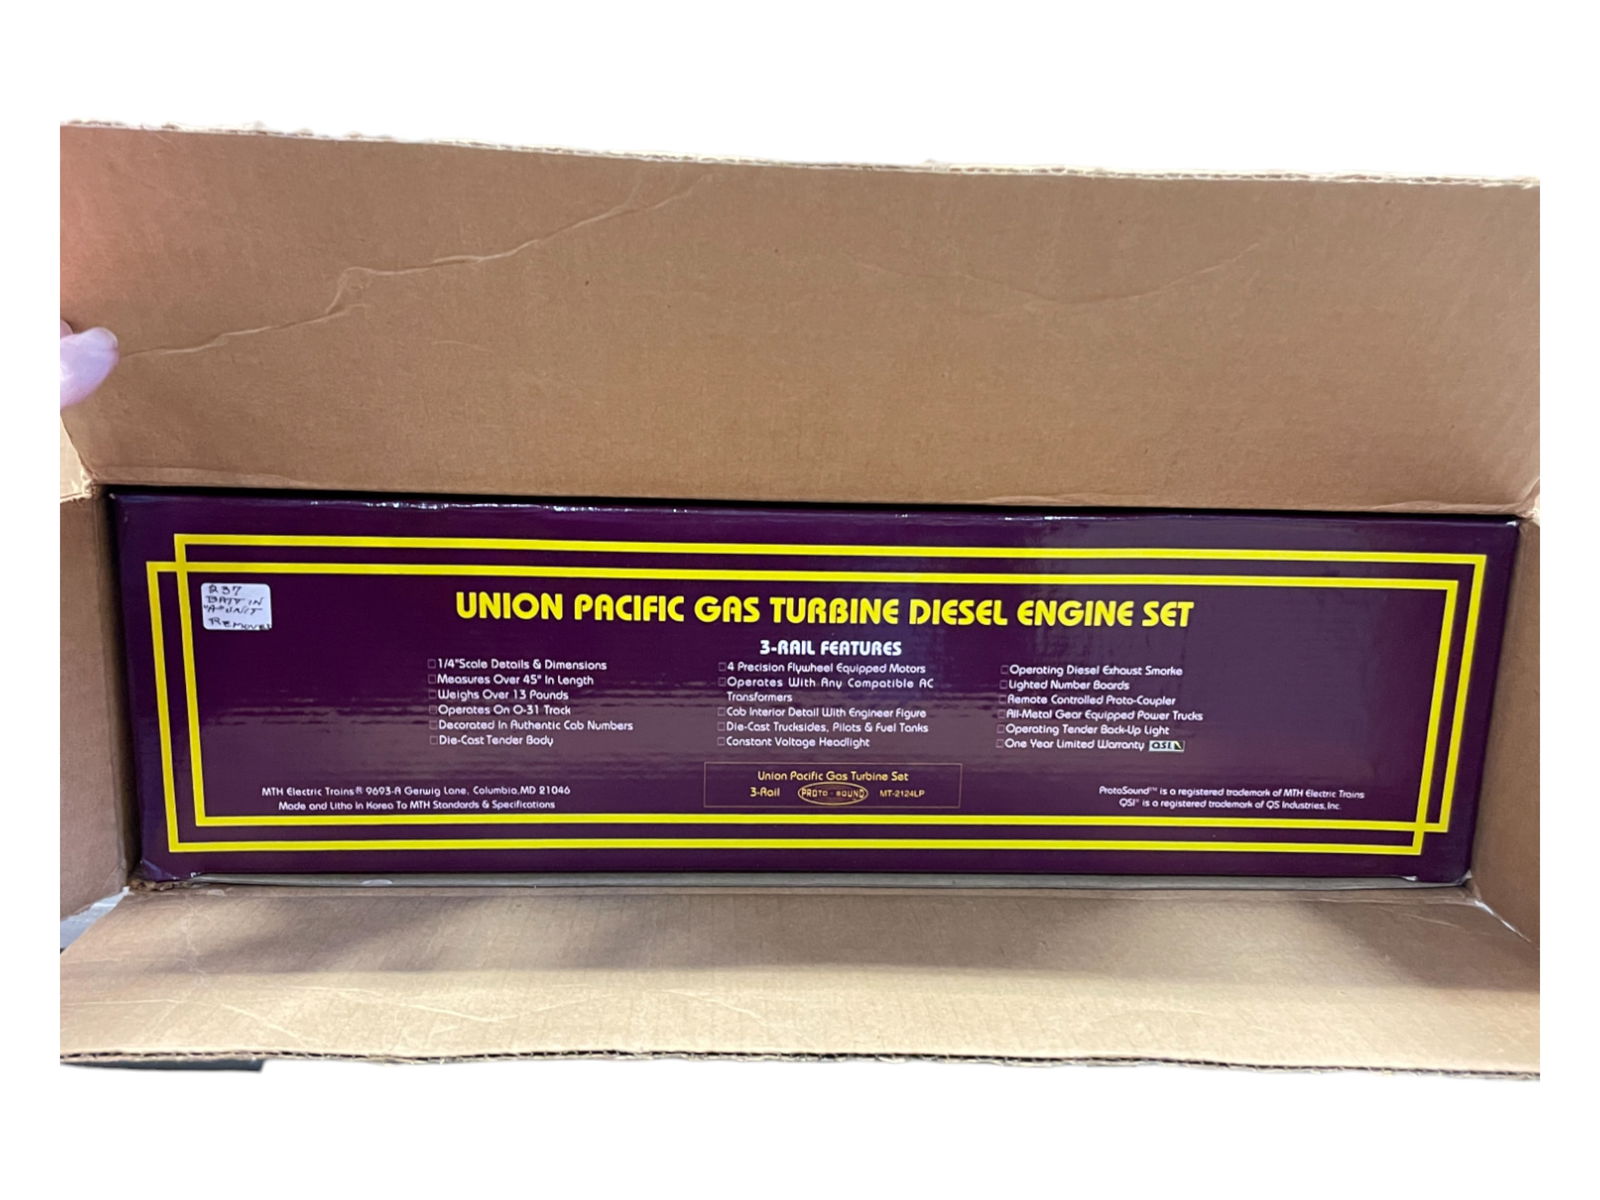 237
BATT IN
"A" UNIT
REMOVED
UNION PACIFIC GAS TURBINE DIESEL ENGINE SET
3-RAIL FEATURES
1/4"Scale Details & Dimensions
Measures Over 45" In Length
Weighs Over 13 Pounds
Operates On O-31 Track
Decorated In Authentic Cab Numbers
Die-Cast Tender Body
4 Precision Flywheel Equipped Motors
Operates With Any Compatible AC
Transformers
Cab Interior Detail With Engineer Figure
Die-Cast Trucksides, Pilots & Fuel Tanks
Constant Voltage Headlight
Operating Diesel Exhaust Smorke
Lighted Number Boards
Remote Controlled Proto-Coupler
All-Metal Gear Equipped Power Trucks
Operating Tender Back-Up Light
One Year Limited Warranty QSI
MTH Electric Trains® 9693-A Gerwig Lane, Columbia, MD 21046
Made and Litho In Korea To MTH Standards & Specifications
Union Pacific Gas Turbine Set
3-Rail PROTO-SOUND MT-2124LP
ProtoSound™ is a registered trademark of MTH Electric Trains
QSI® is a registered trademark of QS Industries, Inc.